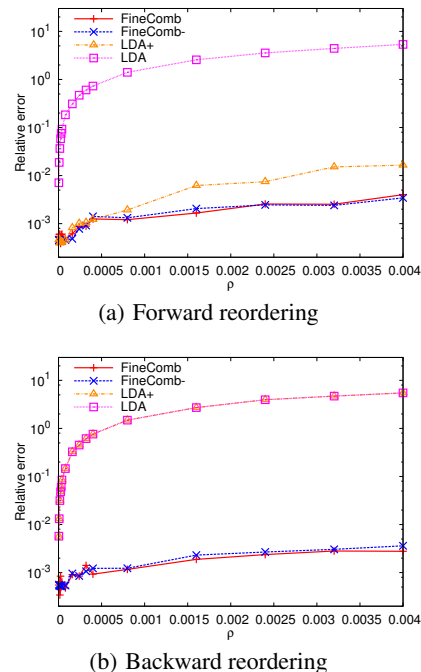 FineComb
FineComb-
LDA+
LDA
10^1
10^0
10^-1
10^-2
10^-3
Relative error
0 0.0005 0.001 0.0015 0.002 0.0025 0.003 0.0035 0.004
ρ
(a) Forward reordering
FineComb
FineComb-
LDA+
LDA
10^1
10^0
10^-1
10^-2
10^-3
Relative error
0 0.0005 0.001 0.0015 0.002 0.0025 0.003 0.0035 0.004
ρ
(b) Backward reordering